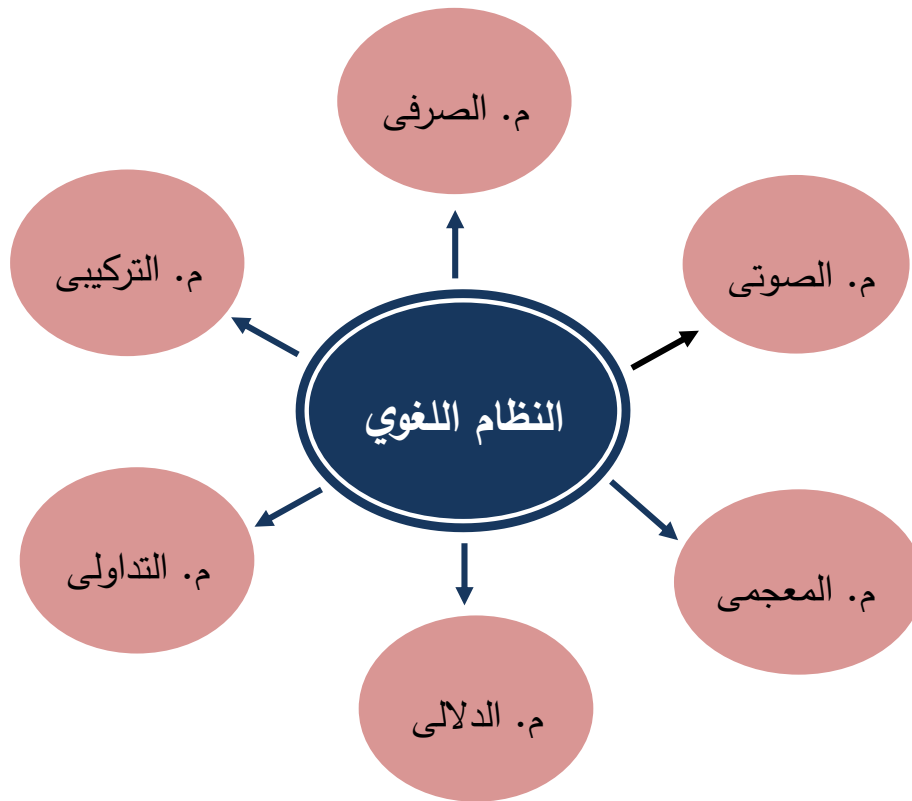 م. الصرفى
م. الصوتى
م. التركيبى
النظام اللغوي
م. المعجمى
م. التداولى
م. الدلالى